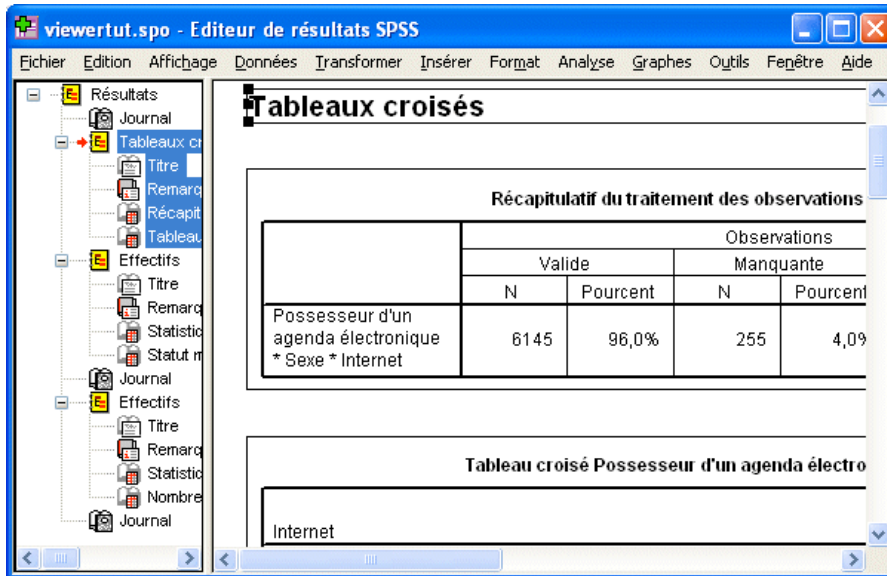 viewertut.spo - Editeur de résultats SPSS
Fichier Edition Affichage Données Transformer Insérer Format Analyse Graphes Outils Fenêtre Aide
Résultats
Journal
Tableaux cr
Titre
Remarq
Récapit
Tableau
Effectifs
Titre
Remarq
Statistic
Statut m
Journal
Effectifs
Titre
Remarq
Statistic
Nombre
Journal
Tableaux croisés
Récapitulatif du traitement des observations
Observations
Valide Manquante
N Pourcent N Pourcent
Possesseur d'un
agenda électronique
* Sexe * Internet
6145 96,0% 255 4,0%
Tableau croisé Possesseur d'un agenda électro
Internet